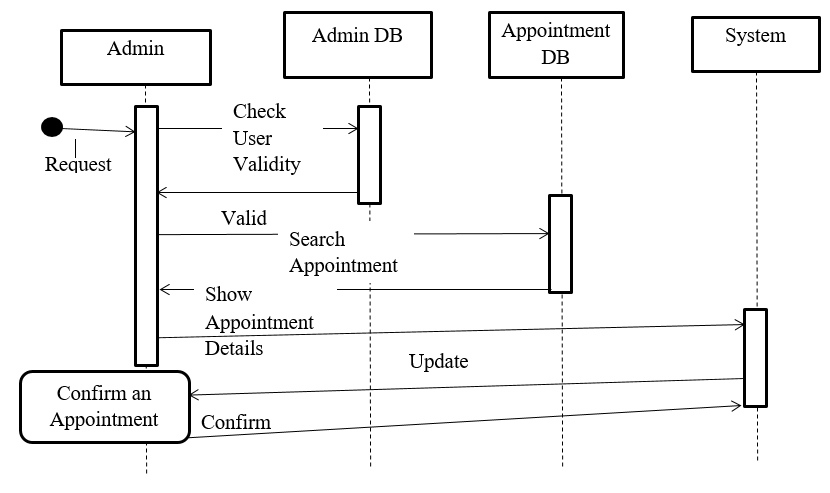 Admin
Admin DB
Appointment
DB
System
Check
User
Validity
Request
Valid
Search
Appointment
Show
Appointment
Details
Update
Confirm an
Appointment
Confirm